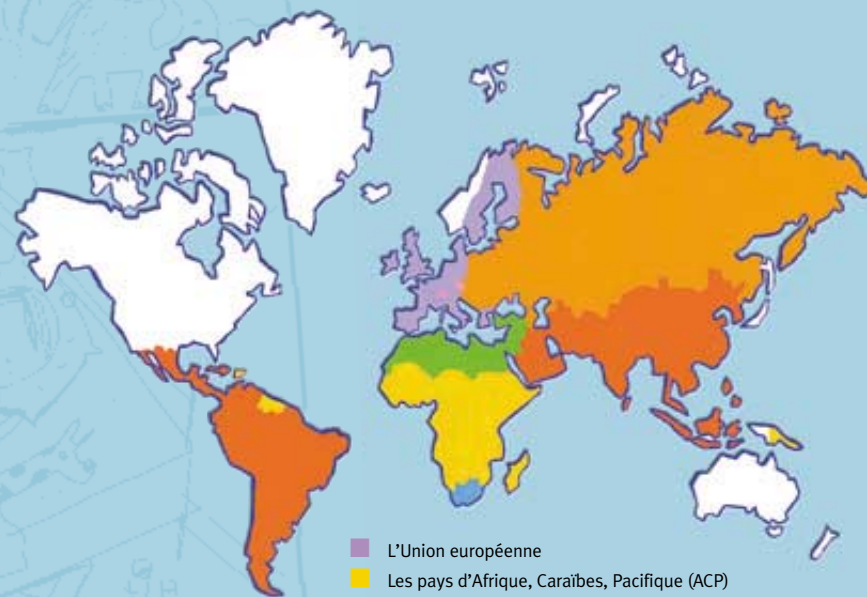 L’Union européenne
Les pays d’Afrique, Caraïbes, Pacifique (ACP)